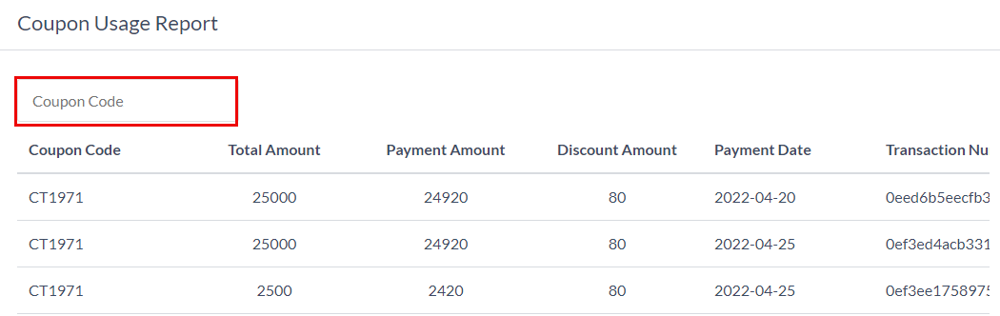 Coupon Usage Report
Coupon Code
Coupon Code Total Amount Payment Amount Discount Amount Payment Date Transaction Nu
CT1971 25000 24920 80 2022-04-20 0eed6b5eecfb3
CT1971 25000 24920 80 2022-04-25 0ef3ed4acb331
CT1971 2500 2420 80 2022-04-25 0ef3ee1758975